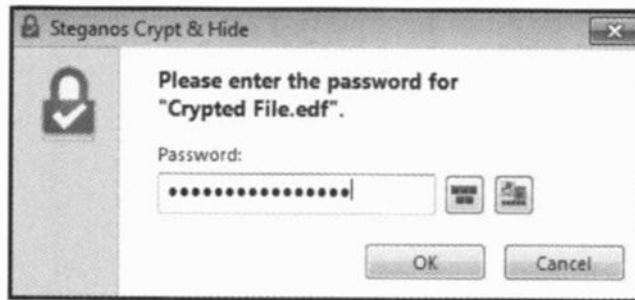 Steganos Crypt & Hide
Please enter the password for
"Crypted File.edf".
Password:
••••••••••••••••
OK
Cancel